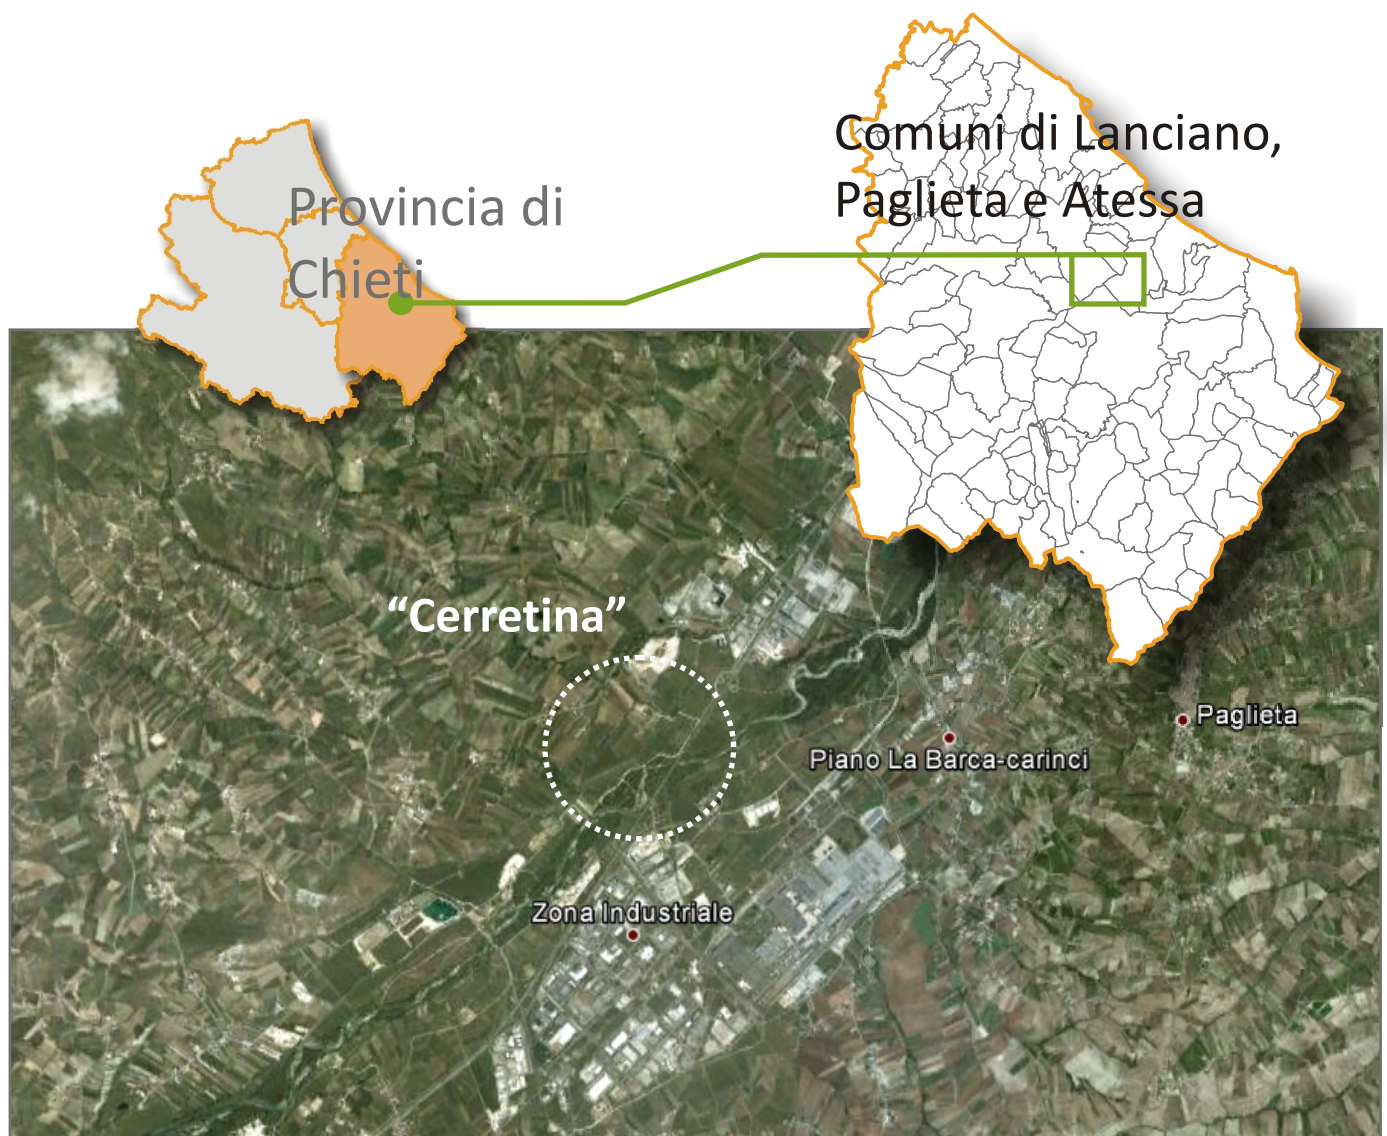 Comuni di Lanciano,
Paglieta e Atessa
Provincia di
Chieti
“Cerretina”
Paglieta
Piano La Barca-carinci
Zona Industriale